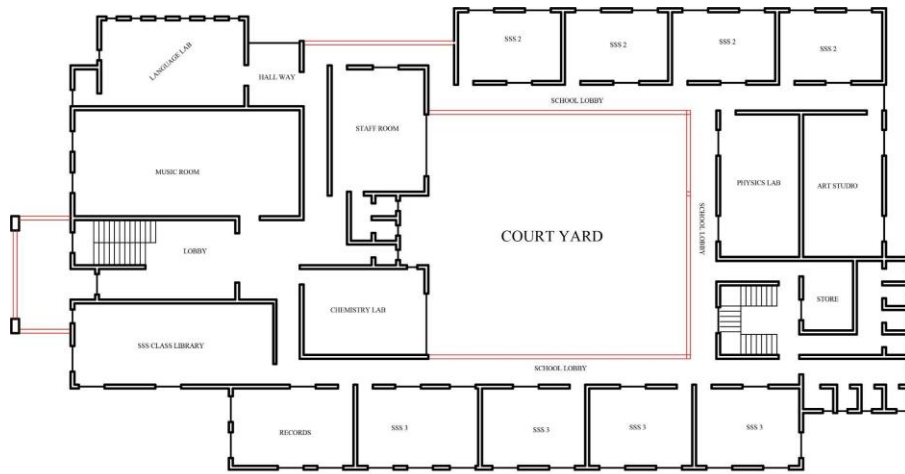 SSS 2
SSS 2
SSS 2
SSS 2
LANGUAGE LAB
HALL WAY
SCHOOL LOBBY
STAFF ROOM
MUSIC ROOM
PHYSICS LAB
ART STUDIO
SCHOOL LOBBY
COURT YARD
LOBBY
STORE
CHEMISTRY LAB
SSS CLASS LIBRARY
SCHOOL LOBBY
RECORDS
SSS 3
SSS 3
SSS 3
SSS 3